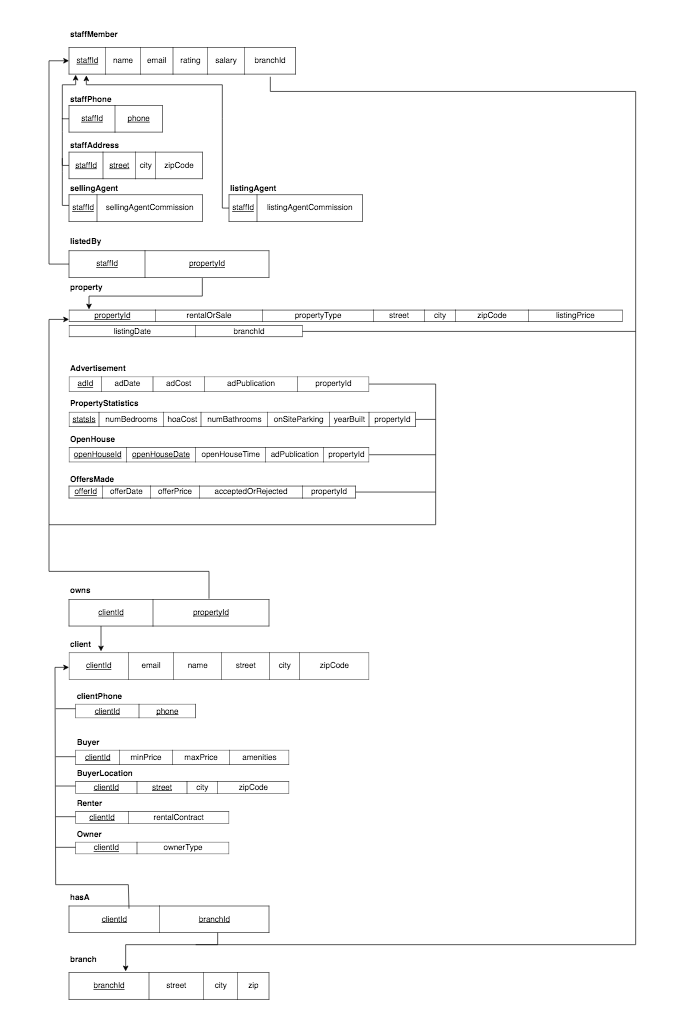 staffMember
staffId name email rating salary branchId
staffPhone
staffId phone
staffAddress
staffId street city zipCode
sellingAgent listingAgent
staffId sellingAgentCommission staffId listingAgentCommission
listedBy
staffId propertyId
property
propertyId rentalOrSale propertyType street city zipCode listingPrice
listingDate branchId
Advertisement
adId adDate adCost adPublication propertyId
PropertyStatistics
statsIs numBedrooms hoaCost numBathrooms onSiteParking yearBuilt propertyId
OpenHouse
openHouseId openHouseDate openHouseTime adPublication propertyId
OffersMade
offerId offerDate offerPrice acceptedOrRejected propertyId
owns
clientId propertyId
client
clientId email name street city zipCode
clientPhone
clientId phone
Buyer
clientId minPrice maxPrice amenities
BuyerLocation
clientId street city zipCode
Renter
clientId rentalContract
Owner
clientId ownerType
hasA
clientId branchId
branch
branchId street city zip